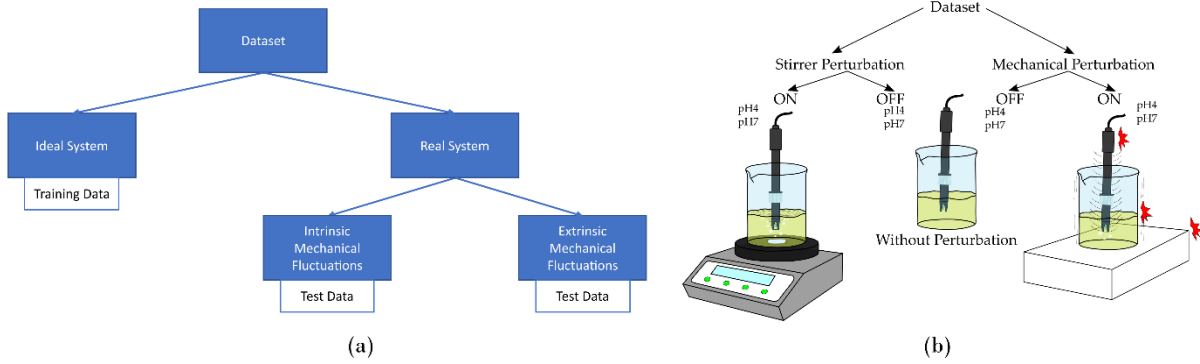 Dataset
Ideal System
Training Data
Real System
Intrinsic
Mechanical
Fluctuations
Test Data
Extrinsic
Mechanical
Fluctuations
Test Data
(a)
Dataset
Stirrer Perturbation
Mechanical Perturbation
ON
OFF
OFF
ON
pH4
pH7
pH4
pH7
pH4
pH7
pH4
pH7
Without Perturbation
(b)